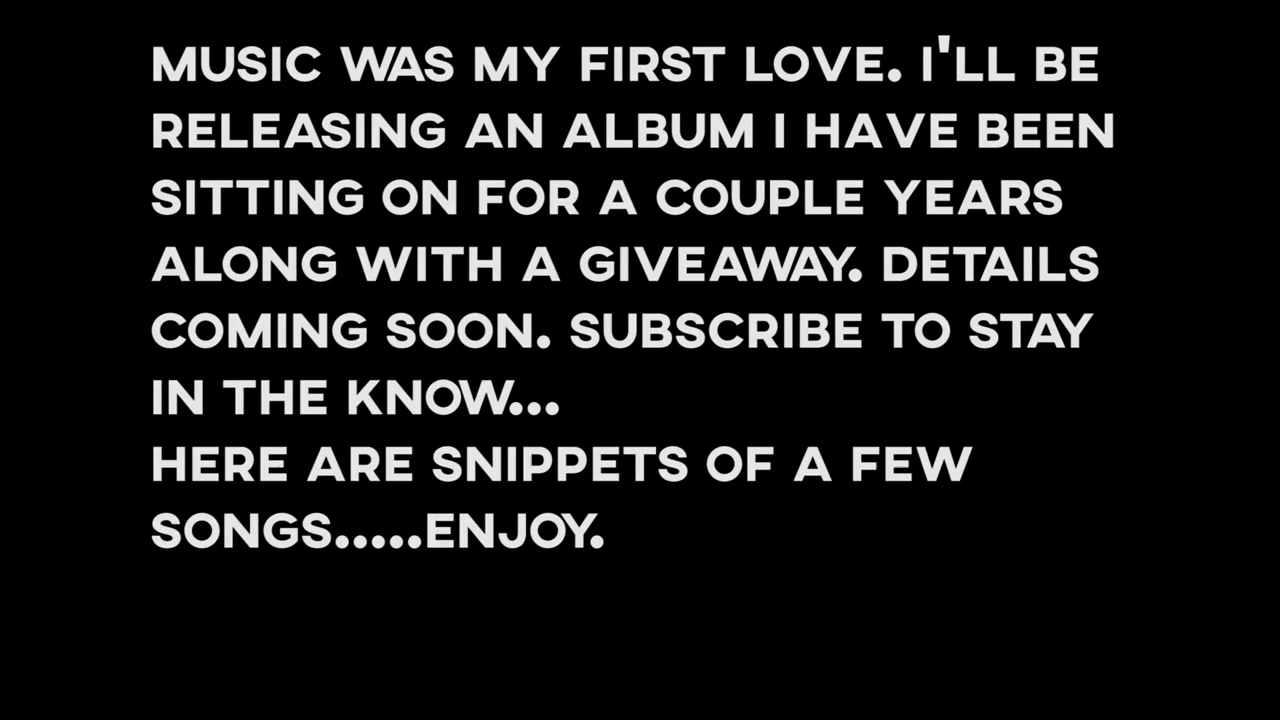 MUSIC WAS MY FIRST LOVE. I'LL BE
RELEASING AN ALBUM I HAVE BEEN
SITTING ON FOR A COUPLE YEARS
ALONG WITH A GIVEAWAY. DETAILS
COMING SOON. SUBSCRIBE TO STAY
IN THE KNOW...
HERE ARE SNIPPETS OF A FEW
SONGS.....ENJOY.